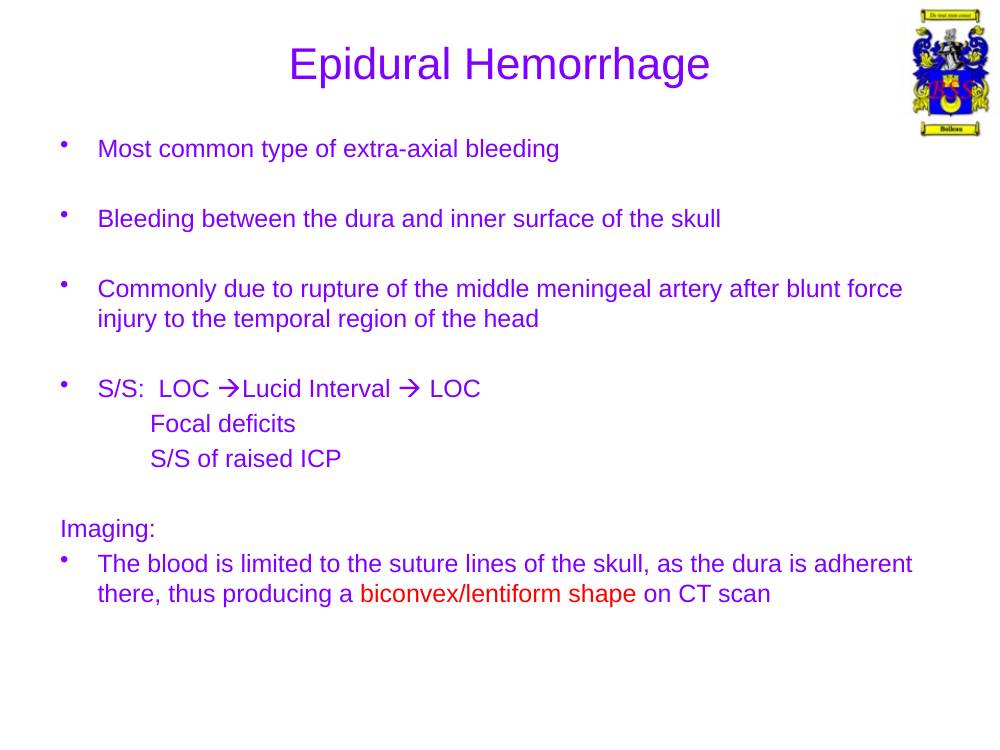 Epidural Hemorrhage
Boileau
• Most common type of extra-axial bleeding
• Bleeding between the dura and inner surface of the skull
• Commonly due to rupture of the middle meningeal artery after blunt force
injury to the temporal region of the head
• S/S:  LOC →Lucid Interval → LOC
Focal deficits
S/S of raised ICP
Imaging:
• The blood is limited to the suture lines of the skull, as the dura is adherent
there, thus producing a biconvex/lentiform shape on CT scan